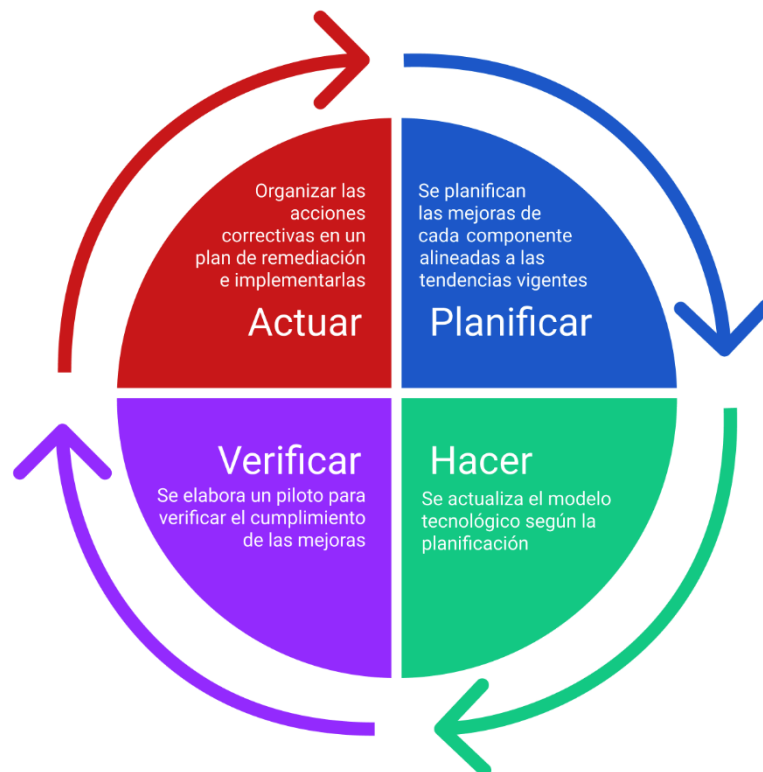 Organizar las
acciones
correctivas en un
plan de remediación
e implementarlas
Actuar
Se planifican
las mejoras de
cada componente
alineadas a las
tendencias vigentes
Planificar
Verificar
Se elabora un piloto para
verificar el cumplimiento
de las mejoras
Hacer
Se actualiza el modelo
tecnológico según la
planificación